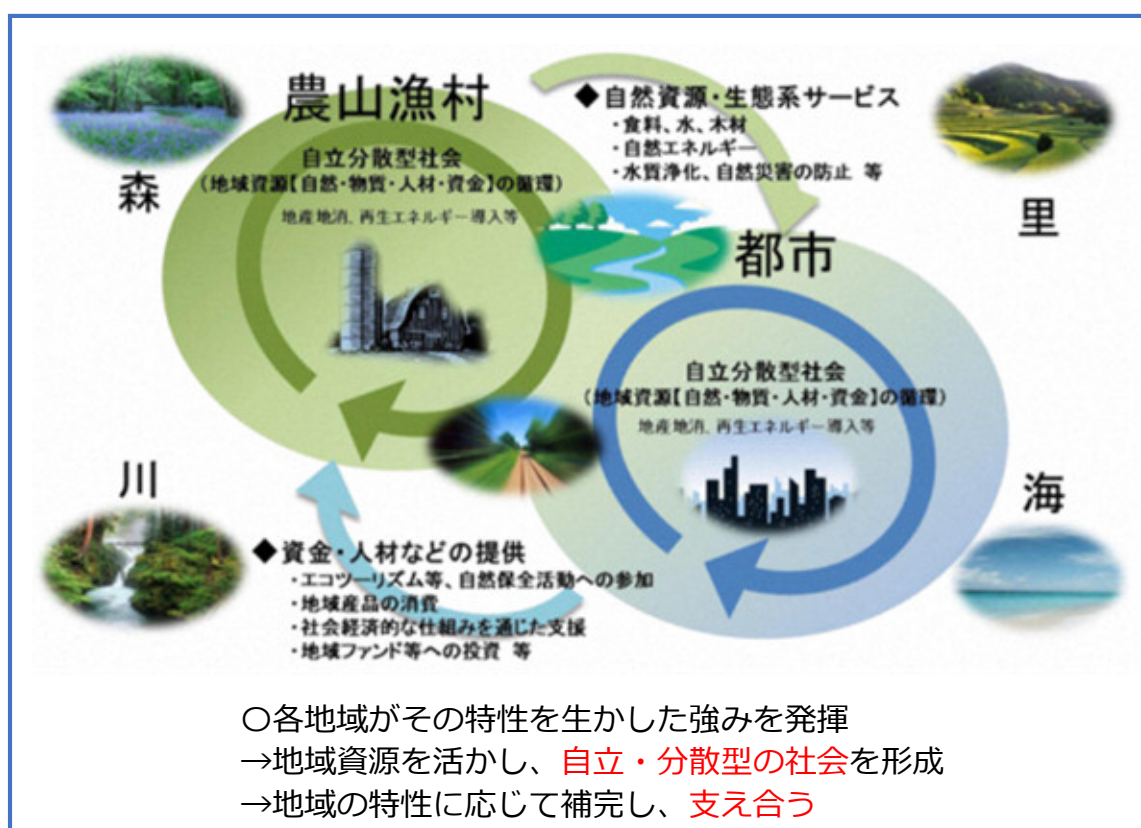 農山漁村
自立分散型社会
（地域資源【自然・物質・人材・資金】の循環）
地産地消、再生エネルギー導入等
森
◆自然資源・生態系サービス
・食料、水、木材
・自然エネルギー
・水質浄化、自然災害の防止 等
里
都市
自立分散型社会
（地域資源【自然・物質・人材・資金】の循環）
地産地消、再生エネルギー導入等
川
海
◆資金・人材などの提供
・エコツーリズム等、自然保全活動への参加
・地域産品の消費
・社会経済的な仕組みを通じた支援
・地域ファンド等への投資 等
〇各地域がその特性を生かした強みを発揮
→地域資源を活かし、自立・分散型の社会を形成
→地域の特性に応じて補完し、支え合う